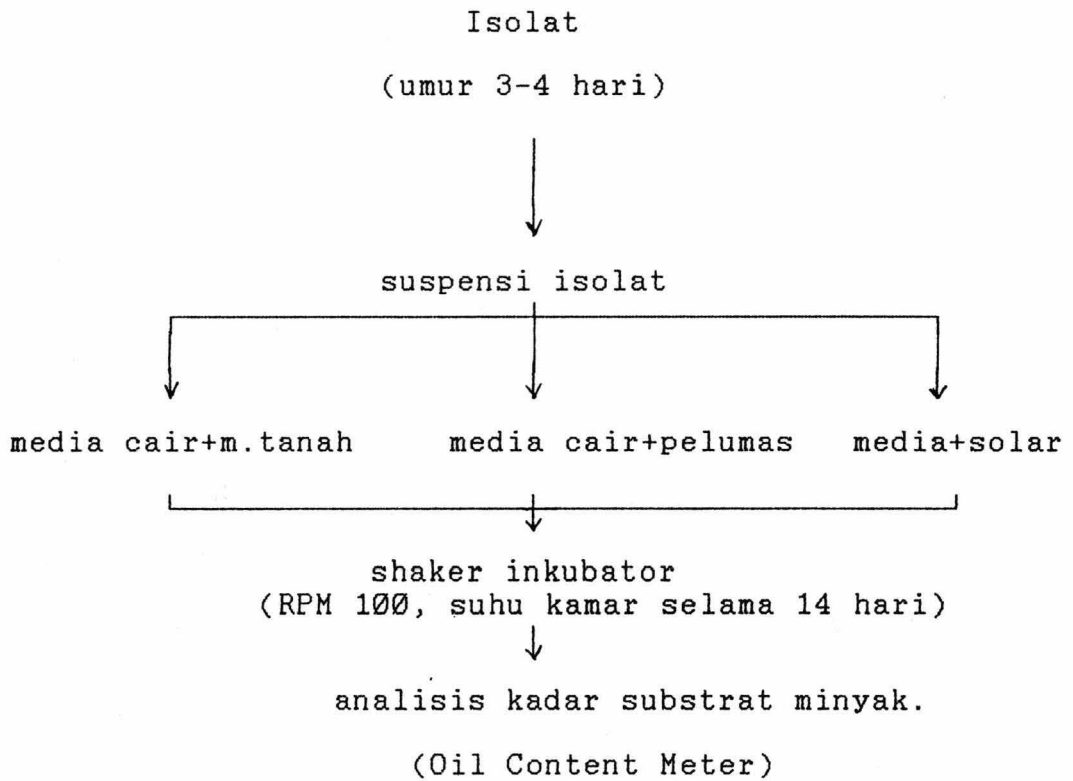 Isolat
(umur 3-4 hari)
suspensi isolat
media cair+m.tanah media cair+pelumas media+solar
shaker inkubator
(RPM 100, suhu kamar selama 14 hari)
analisis kadar substrat minyak.
(Oil Content Meter)